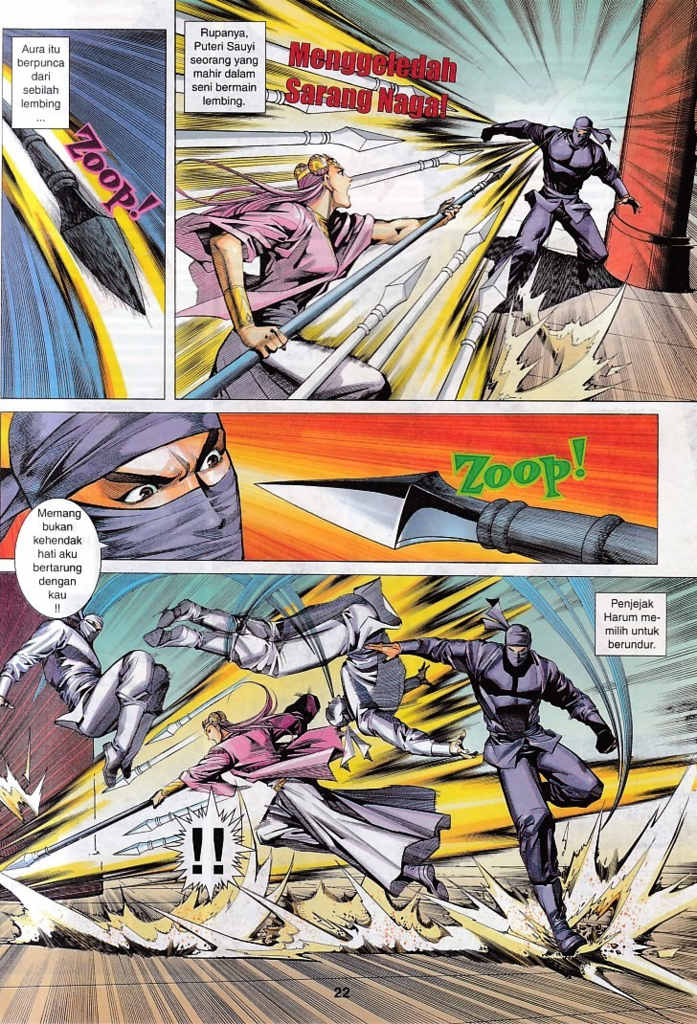 Aura itu
berpunca
dari
sebilah
lembing
...
Zoop!
Rupanya,
Puteri Sauyi
seorang yang
mahir dalam
seni bermain
lembing.
Menggeledah
Sarang Naga!
Memang
bukan
kehendak
hati aku
bertarung
dengan
kau
!!
Zoop!
Penjejak
Harum me-
milih untuk
berundur.
!!
22